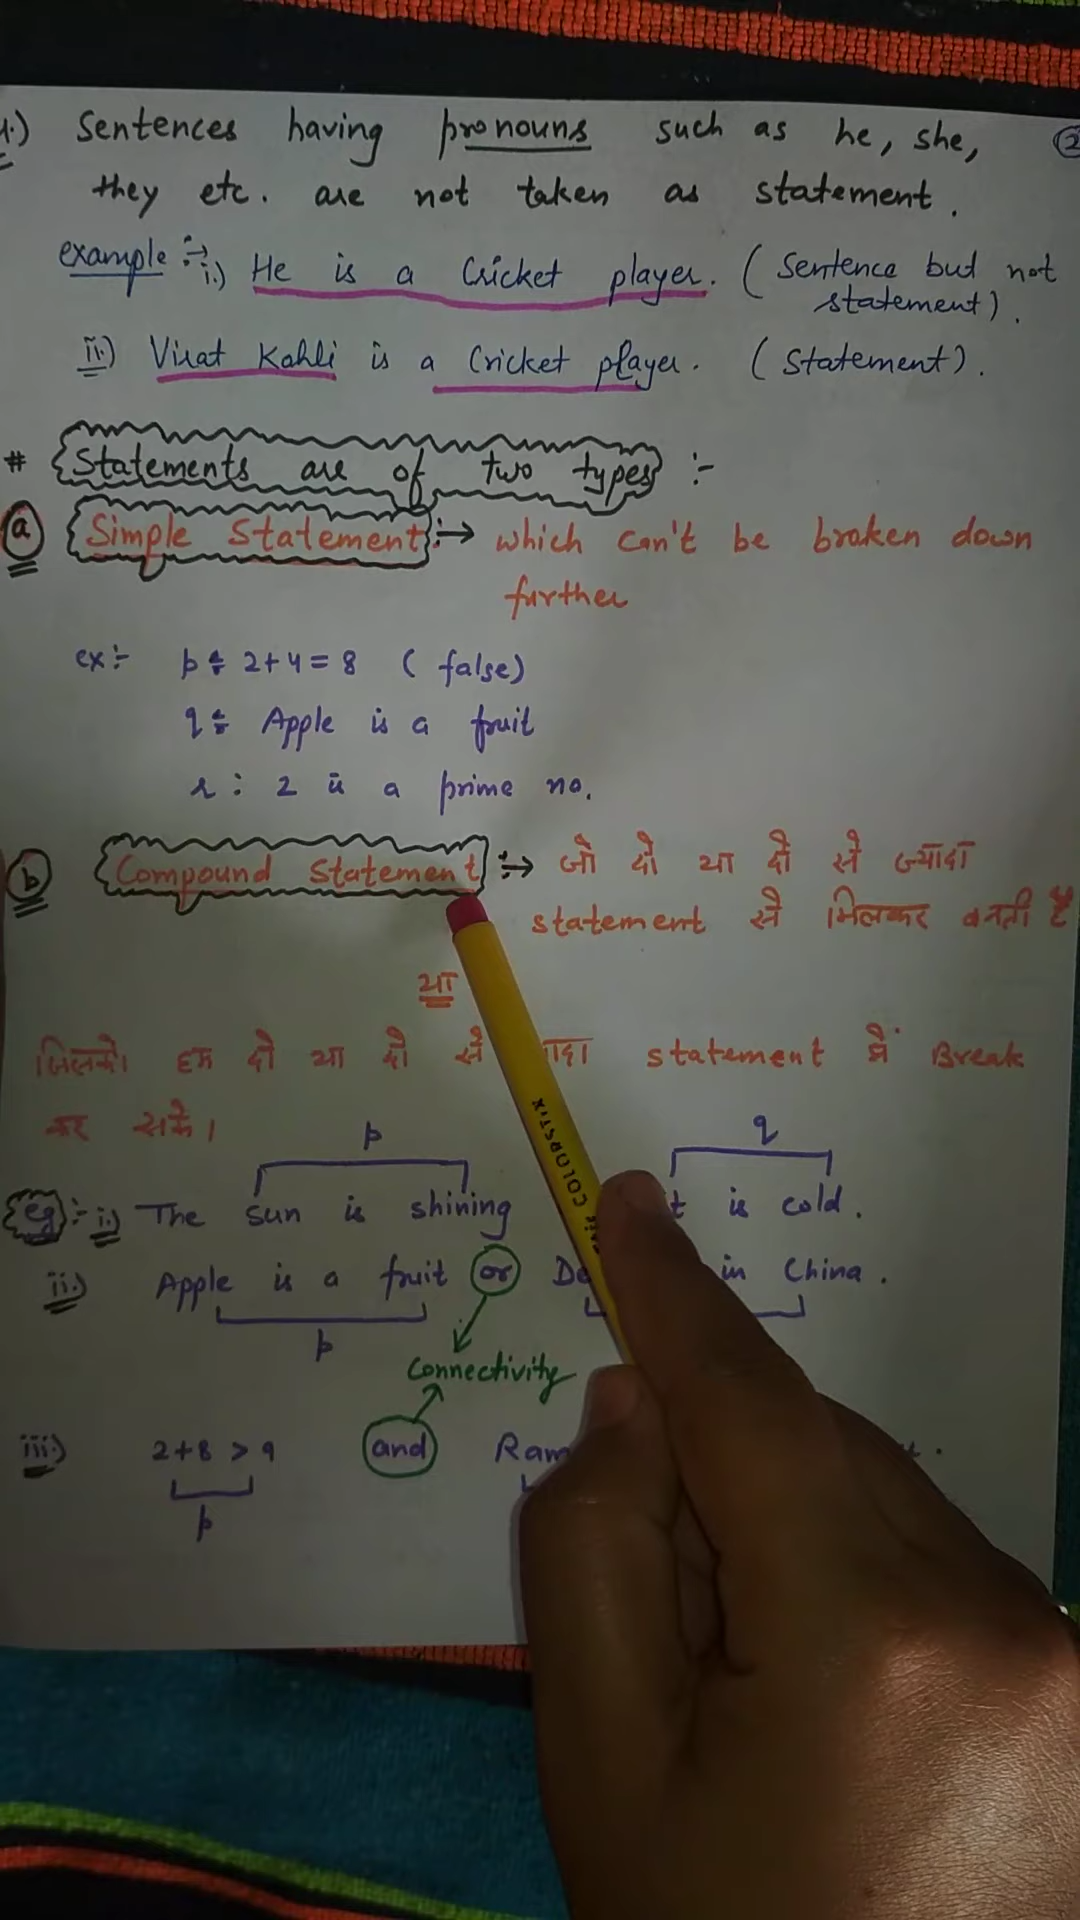 Sentences having pronouns such as he, she, (2
they etc. are not taken as statement.
example :→ i.) He is a Cricket player. (Sentence but not
statement).
ii.) Virat Kohli is a Cricket player. (Statement).
# Statements are of two types :-
(a) Simple Statement :→ which can't be broken down
further
ex:- p : 2+4=8 (false)
q : Apple is a fruit
r : 2 is a prime no.
(b) Compound Statement :→ जो दो या दो से ज्यादा
statement से मिलकर बनती है
या
जिसको हम दो या दो से statement में Break
कर सके।
p q
eg :- i.) The sun is shining is cold.
ii.) Apple is a fruit or in China.
p
Connectivity
iii.) 2+8 > 9 and Ram
p
COLORSTIX